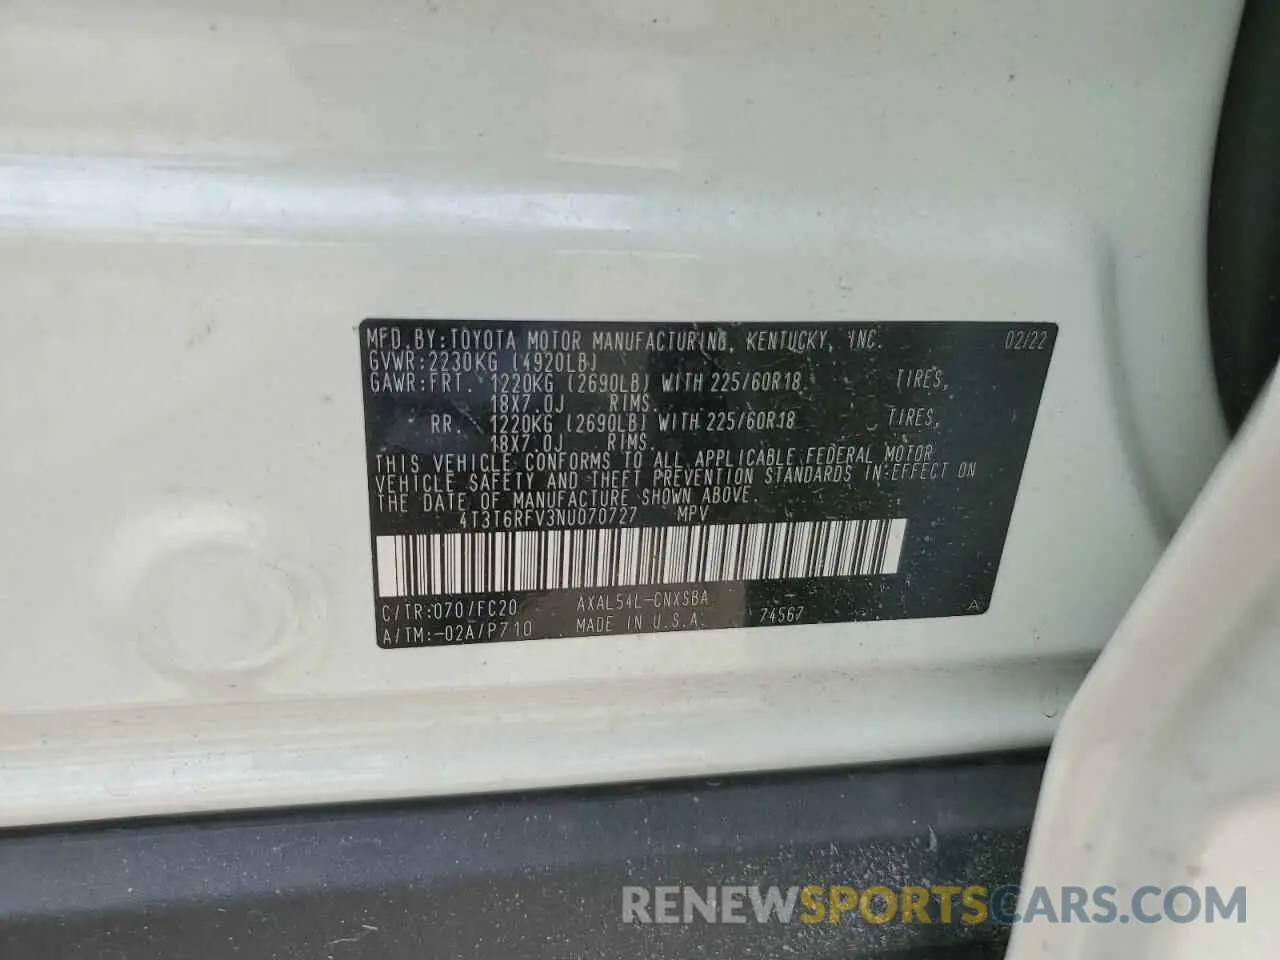 MFD.BY:TOYOTA MOTOR MANUFACTURING, KENTUCKY, INC. 02/22
GVWR:2230KG (4920LB)
GAWR:FRT. 1220KG (2690LB) WITH 225/60R18 TIRES,
18X7.0J RIMS.
RR. 1220KG (2690LB) WITH 225/60R18 TIRES,
18X7.0J RIMS.
THIS VEHICLE CONFORMS TO ALL APPLICABLE FEDERAL MOTOR
VEHICLE SAFETY AND THEFT PREVENTION STANDARDS IN EFFECT ON
THE DATE OF MANUFACTURE SHOWN ABOVE.
4T3T6RFV3NU070727 MPV
C/TR:070/FC20 AXAL54L-CNXSBA
A/TM:-02A/P710 MADE IN U.S.A. 74567 A
RENEWSPORTSCARS.COM